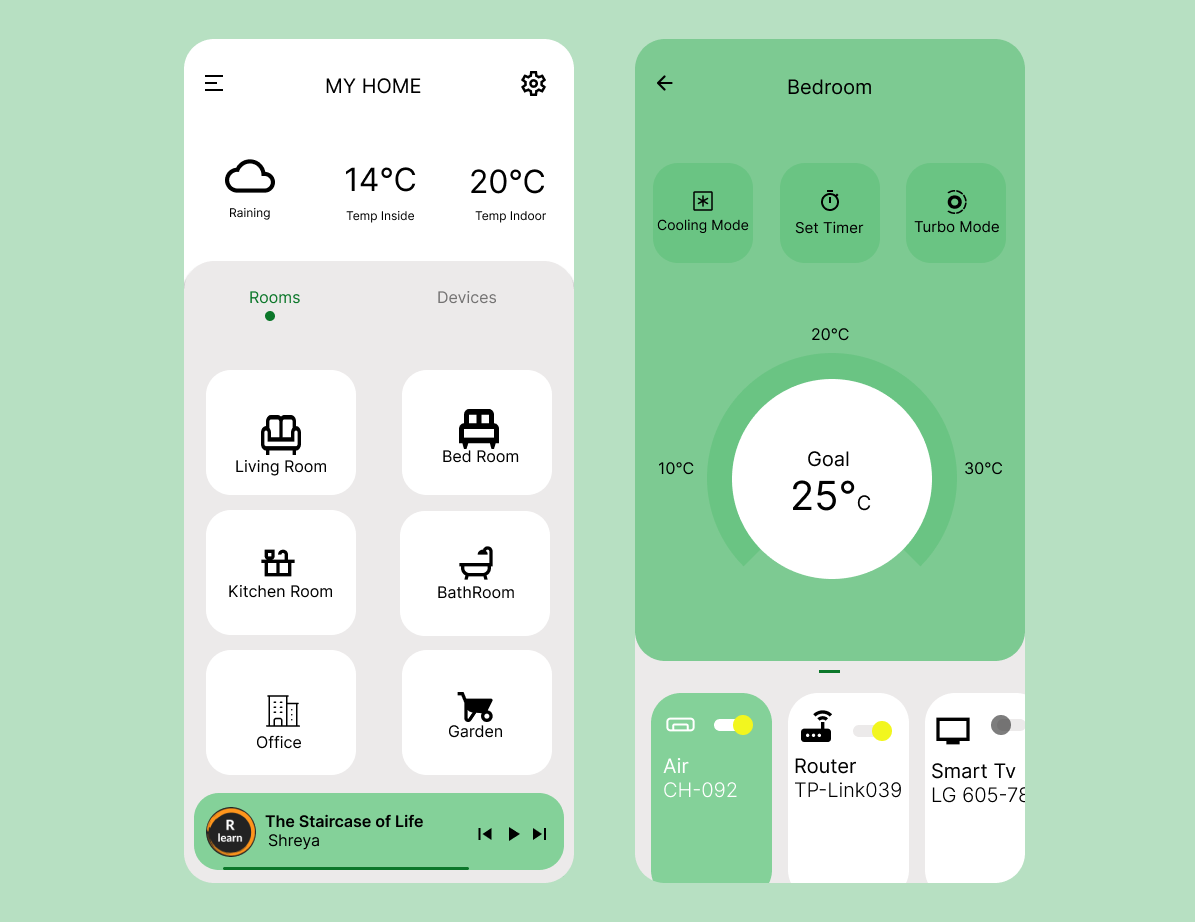 MY HOME
14°C
20°C
Raining
Temp Inside
Temp Indoor
Rooms
Devices
Living Room
Bed Room
Kitchen Room
BathRoom
Office
Garden
R
learn
The Staircase of Life
Shreya
Bedroom
Cooling Mode
Set Timer
Turbo Mode
20°C
10°C
30°C
Goal
25°C
Air
CH-092
Router
TP-Link039
Smart Tv
LG 605-78